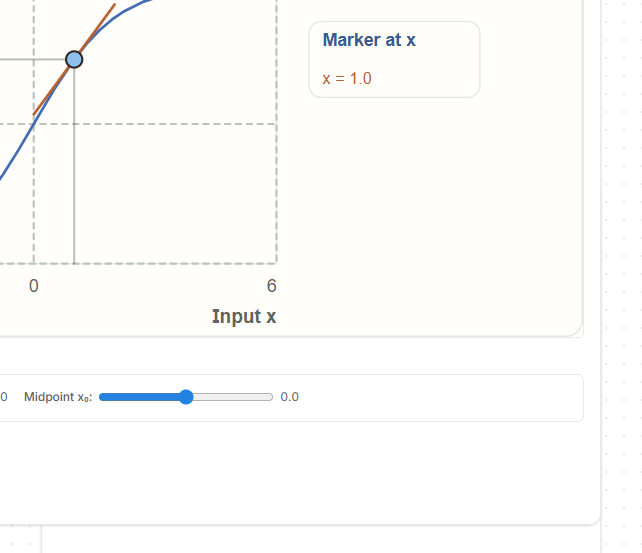 Marker at x
x = 1.0
0 6
Input x
0 Midpoint x₀: 0.0